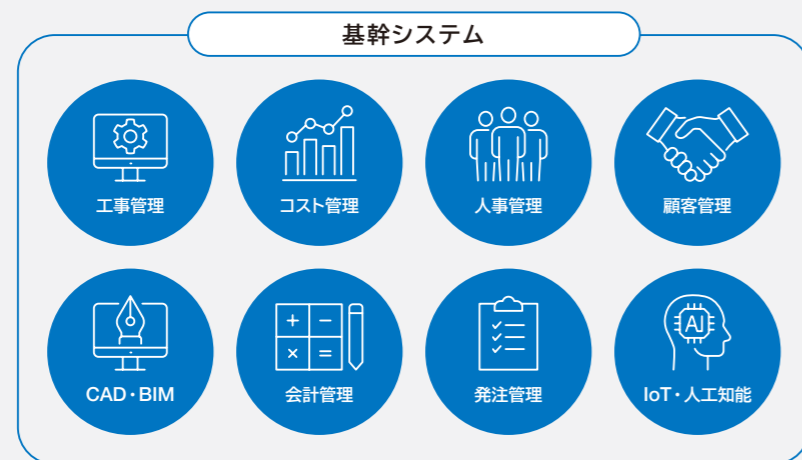 基幹システム
工事管理
コスト管理
人事管理
顧客管理
CAD・BIM
会計管理
発注管理
AI
IoT・人工知能